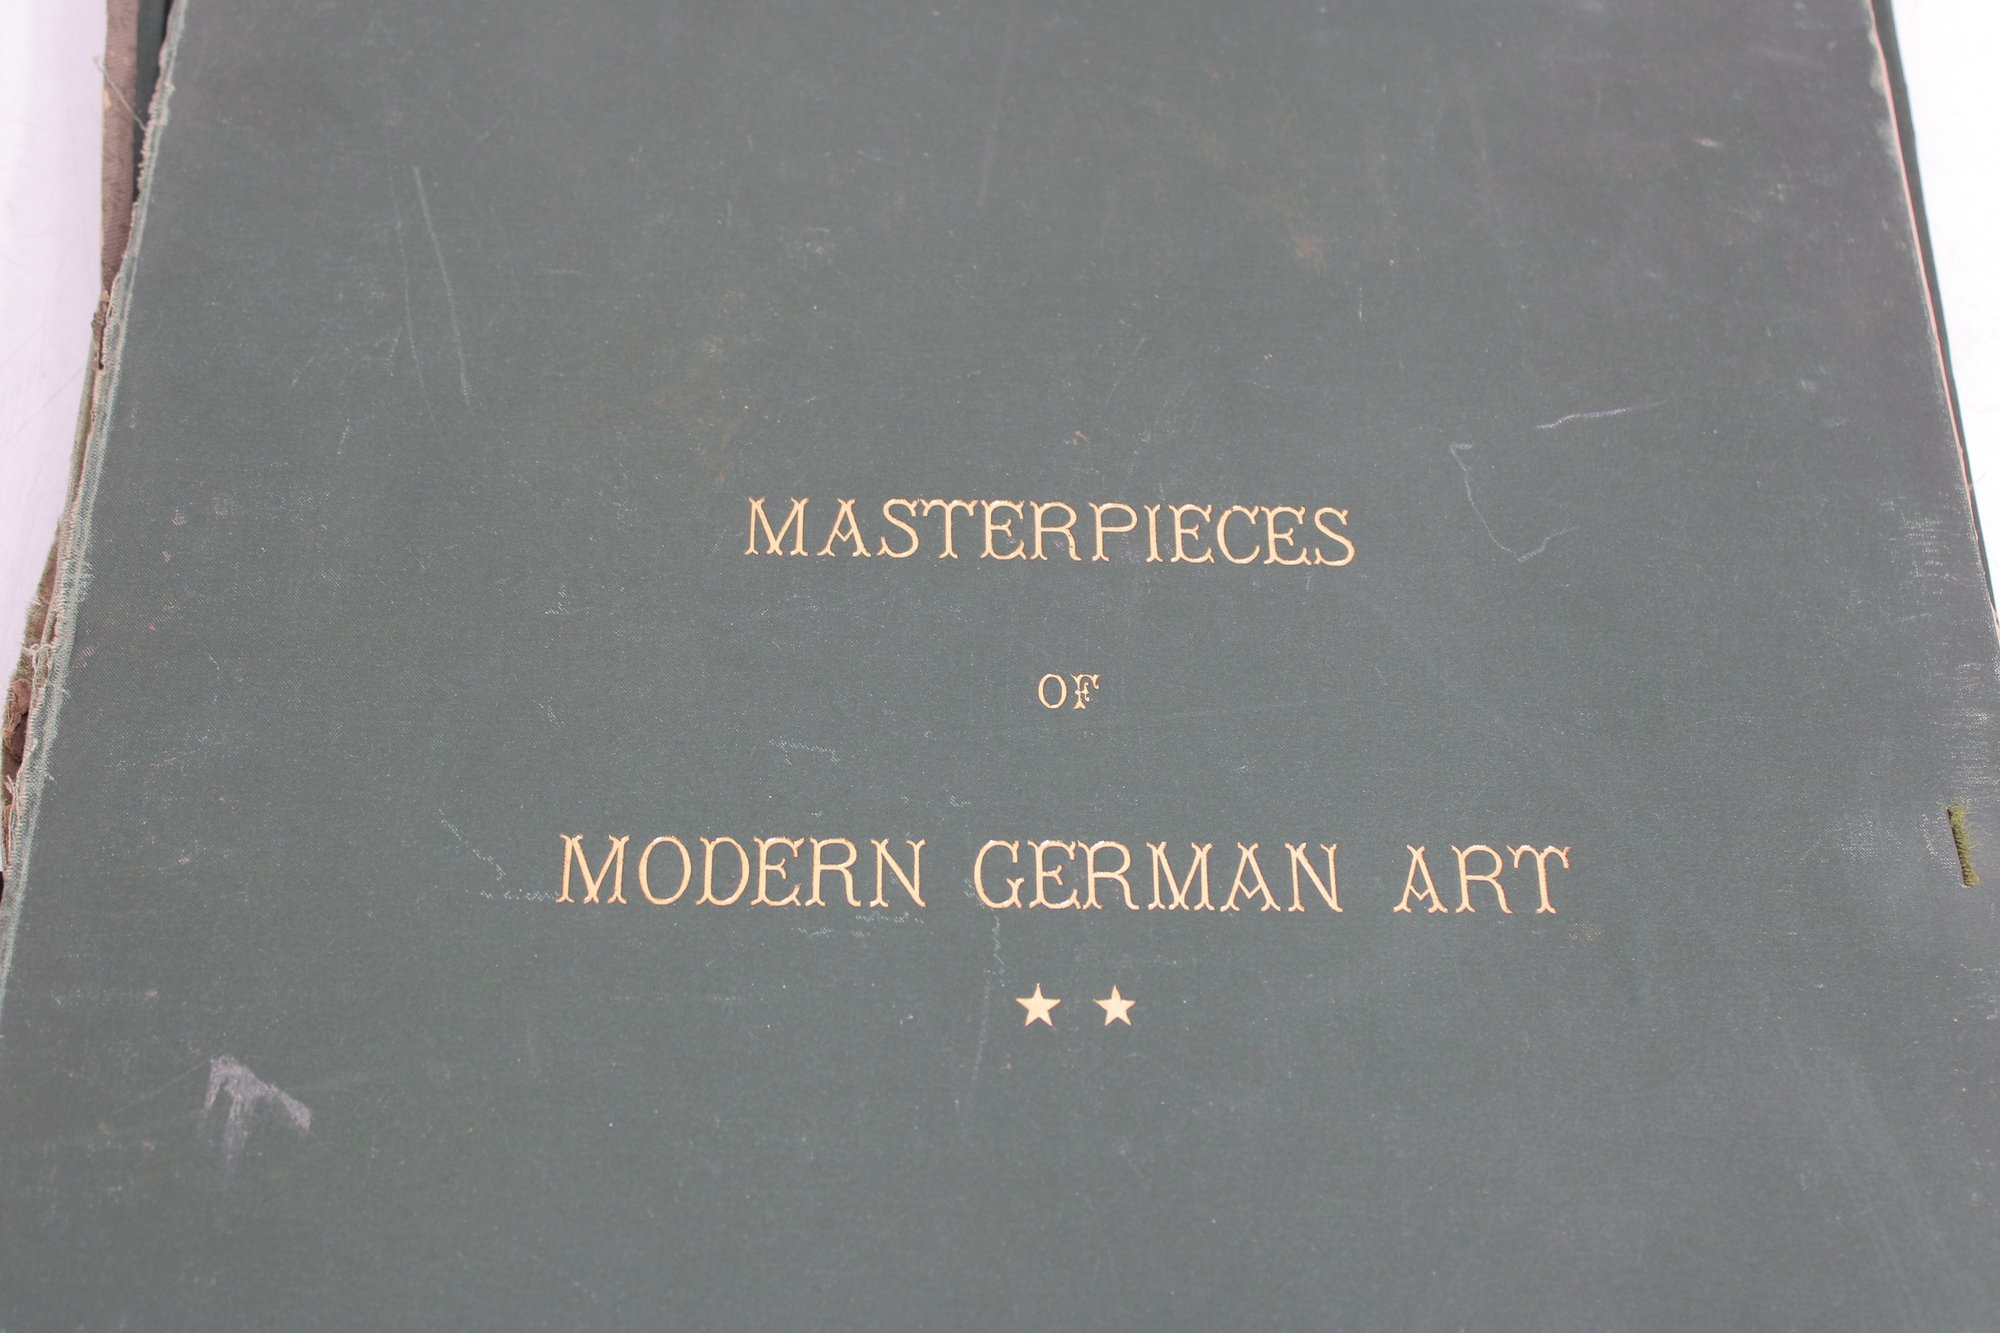 MASTERPIECES
OF
MODERN GERMAN ART
★ ★